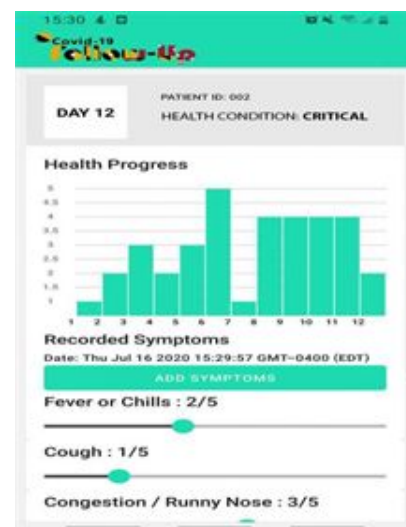 15:30
Covid-19
Follow-Up
DAY 12
PATIENT ID: 002
HEALTH CONDITION: CRITICAL
Health Progress
5
4.5
4
3.5
3
2.5
2
1.5
1
1 2 3 4 5 6 7 8 9 10 11 12
Recorded Symptoms
Date: Thu Jul 16 2020 15:29:57 GMT-0400 (EDT)
ADD SYMPTOMS
Fever or Chills : 2/5
Cough : 1/5
Congestion / Runny Nose : 3/5